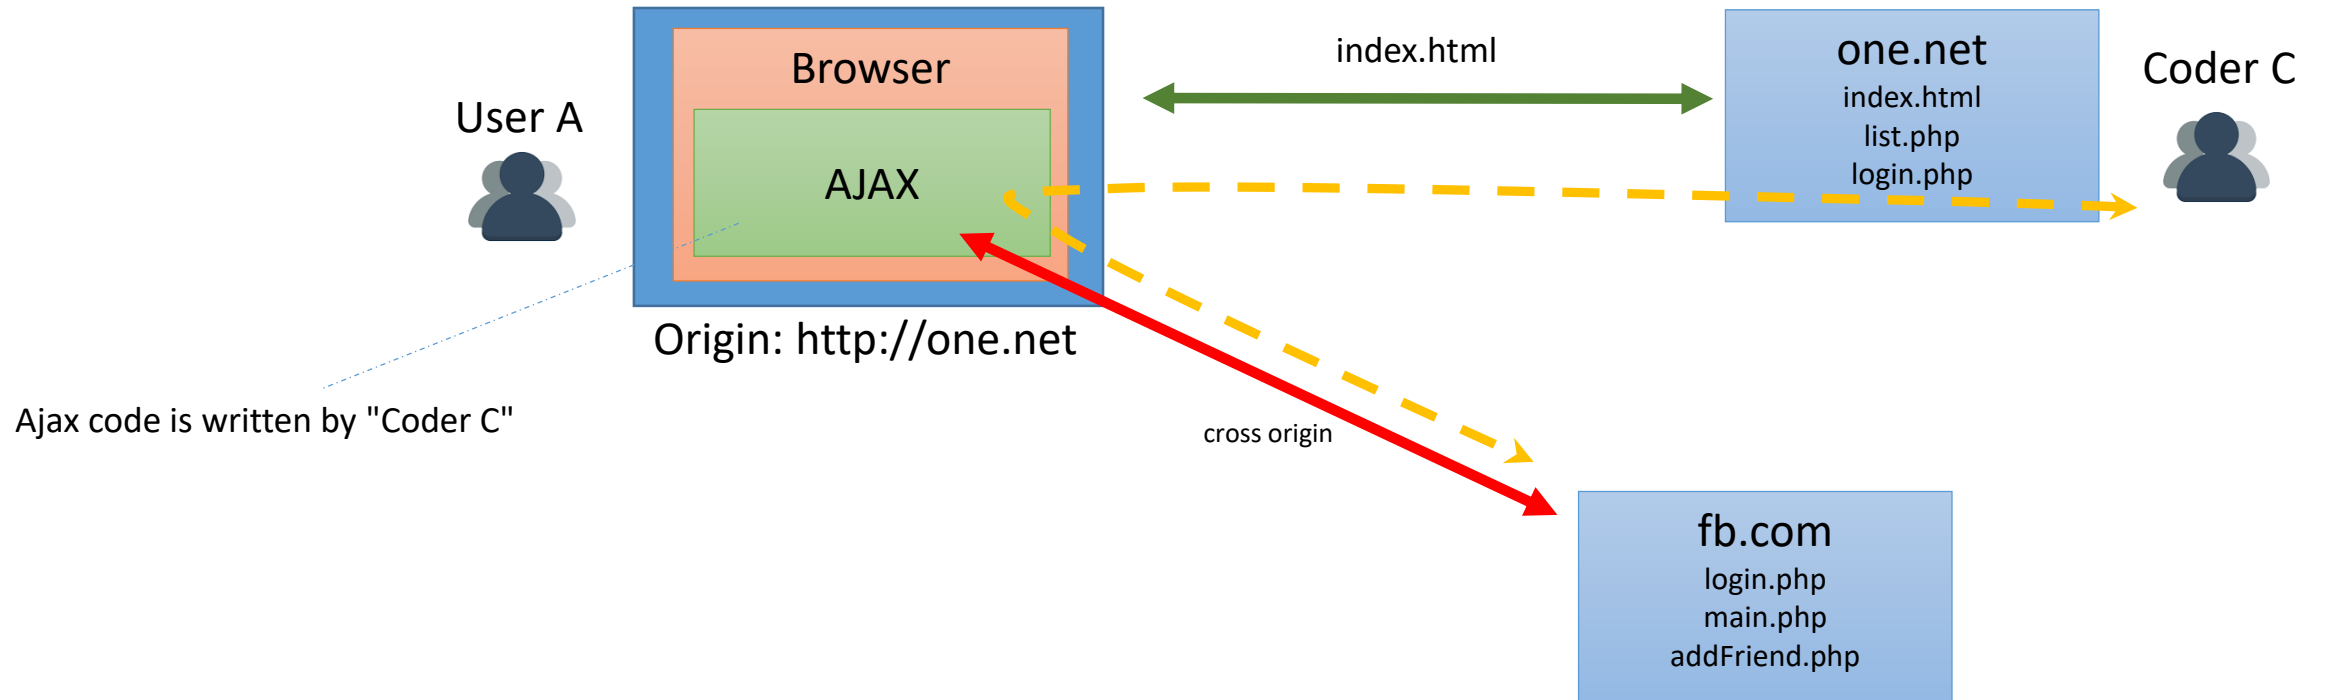 User A
Browser
AJAX
Origin: http://one.net
Ajax code is written by "Coder C"
index.html
one.net
index.html
list.php
login.php
Coder C
cross origin
fb.com
login.php
main.php
addFriend.php